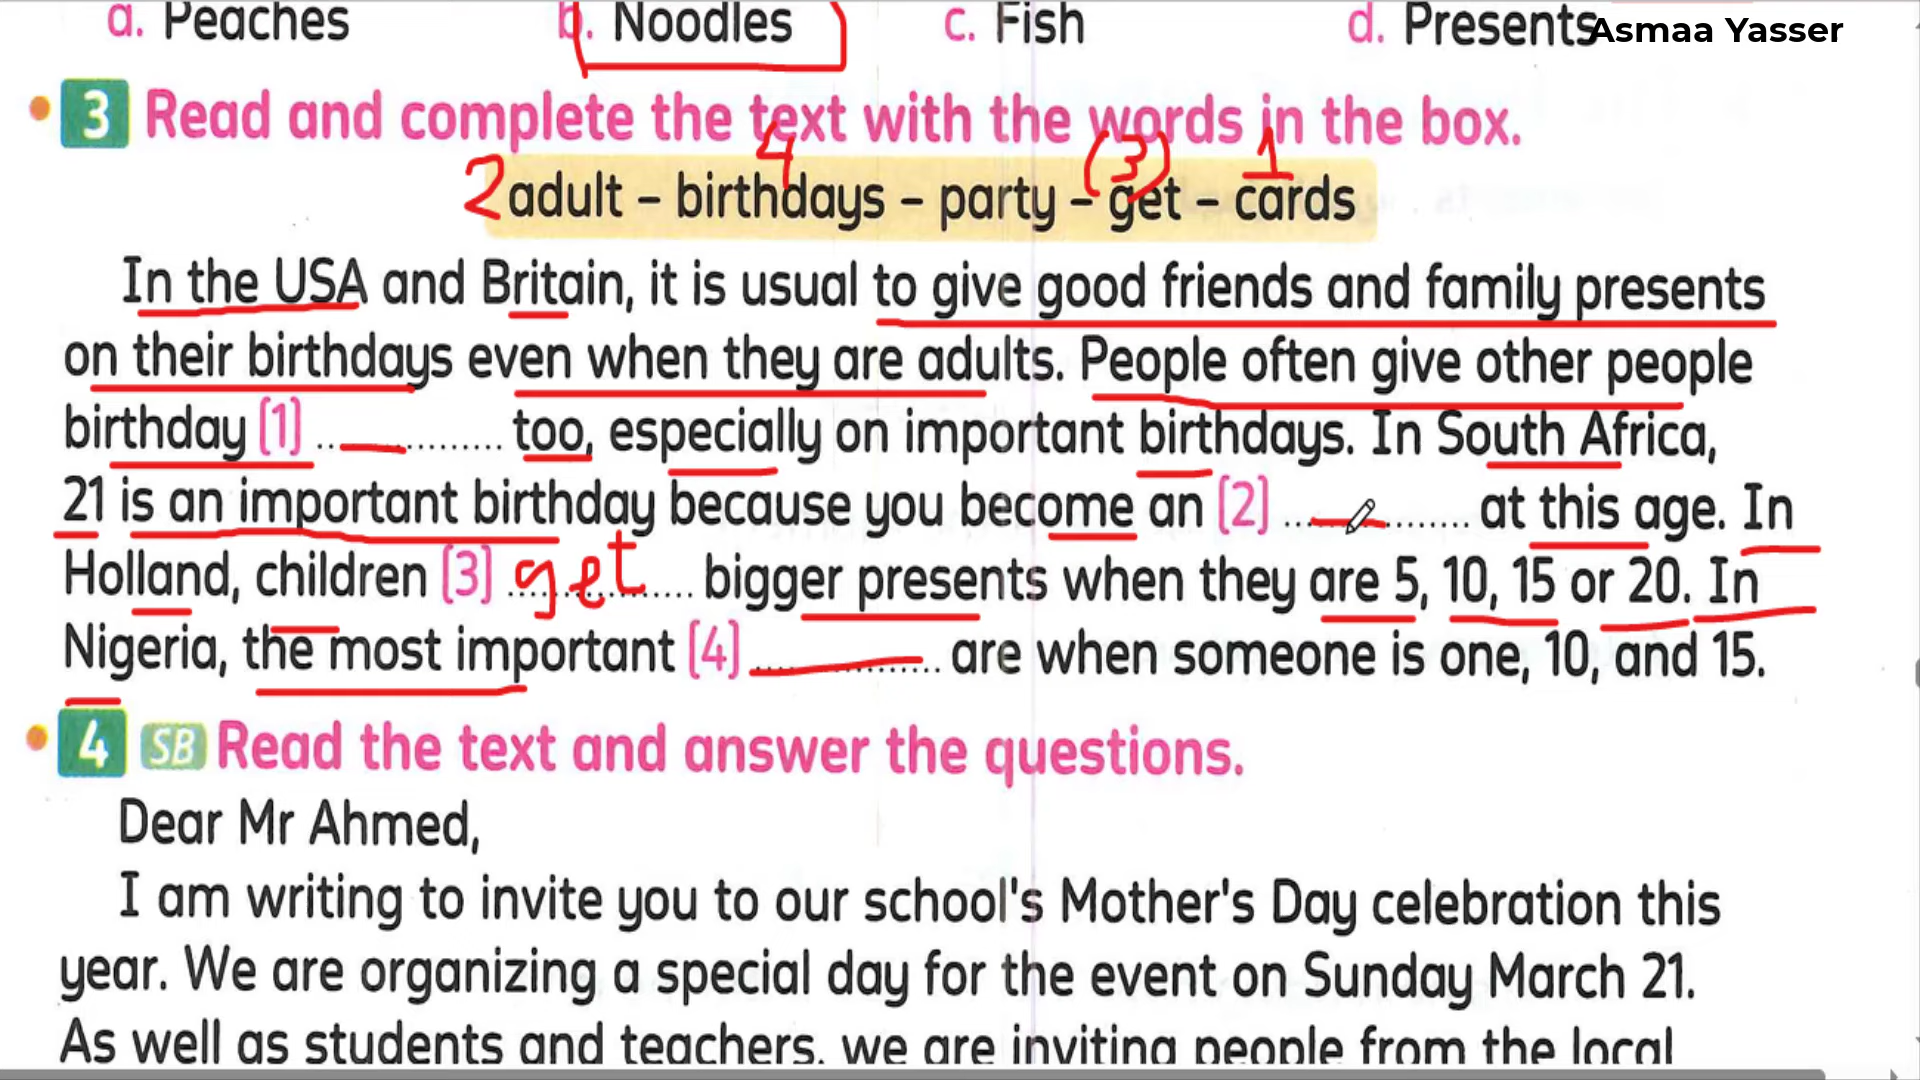 a. Peaches b. Noodles c. Fish d. Presents
Asmaa Yasser
3 Read and complete the text with the words in the box.
4 (3) 1
2 adult – birthdays – party – get – cards
In the USA and Britain, it is usual to give good friends and family presents
on their birthdays even when they are adults. People often give other people
birthday [1] ................ too, especially on important birthdays. In South Africa,
21 is an important birthday because you become an [2] ................ at this age. In
Holland, children [3] get bigger presents when they are 5, 10, 15 or 20. In
Nigeria, the most important [4] ................ are when someone is one, 10, and 15.
4 SB Read the text and answer the questions.
Dear Mr Ahmed,
I am writing to invite you to our school's Mother's Day celebration this
year. We are organizing a special day for the event on Sunday March 21.
As well as students and teachers, we are inviting people from the local